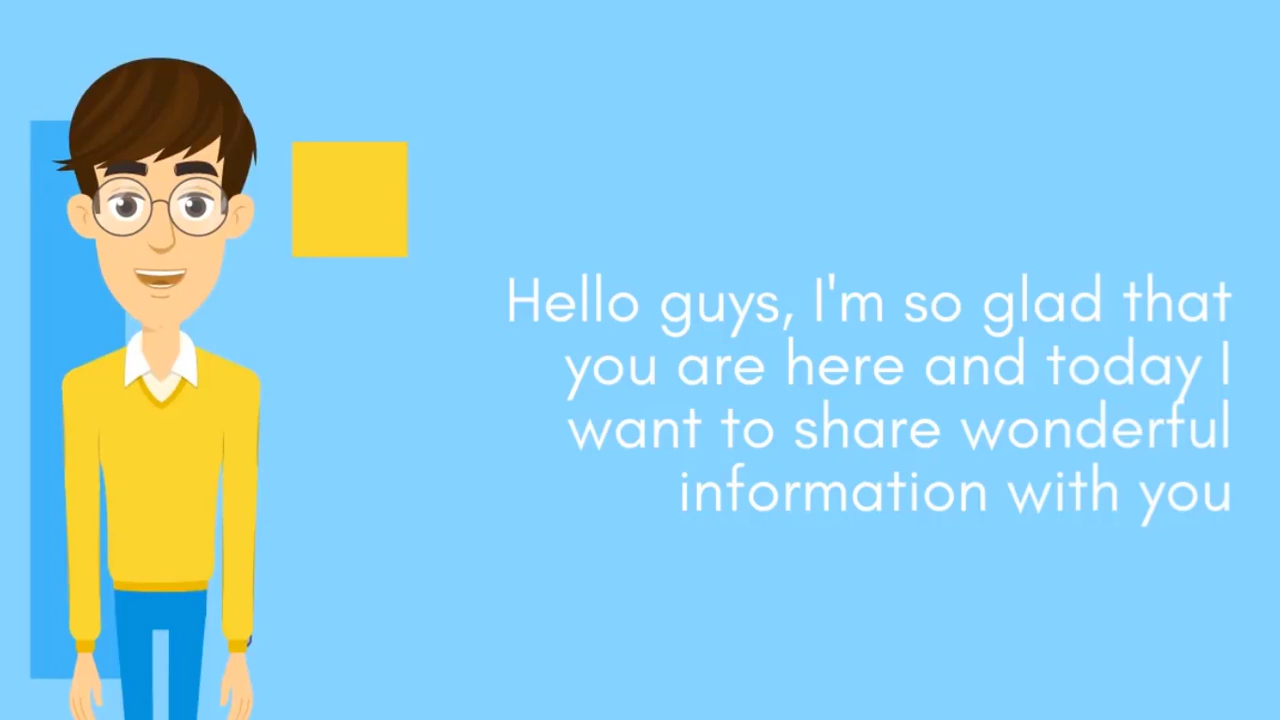 Hello guys, I'm so glad that
you are here and today I
want to share wonderful
information with you